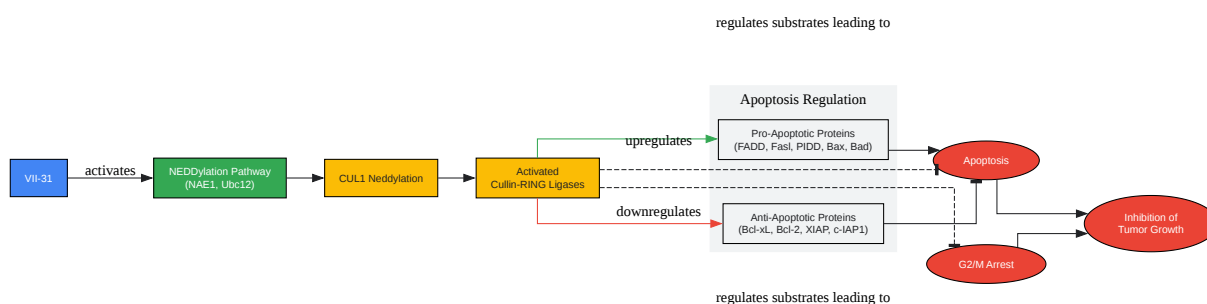 regulates substrates leading to
Apoptosis Regulation
upregulates
Pro-Apoptotic Proteins
(FADD, Fasl, PIDD, Bax, Bad)
VII-31
activates
NEDDylation Pathway
(NAE1, Ubc12)
CUL1 Neddylation
Activated
Cullin-RING Ligases
Apoptosis
downregulates
Anti-Apoptotic Proteins
(Bcl-xL, Bcl-2, XIAP, c-IAP1)
Inhibition of
Tumor Growth
G2/M Arrest
regulates substrates leading to